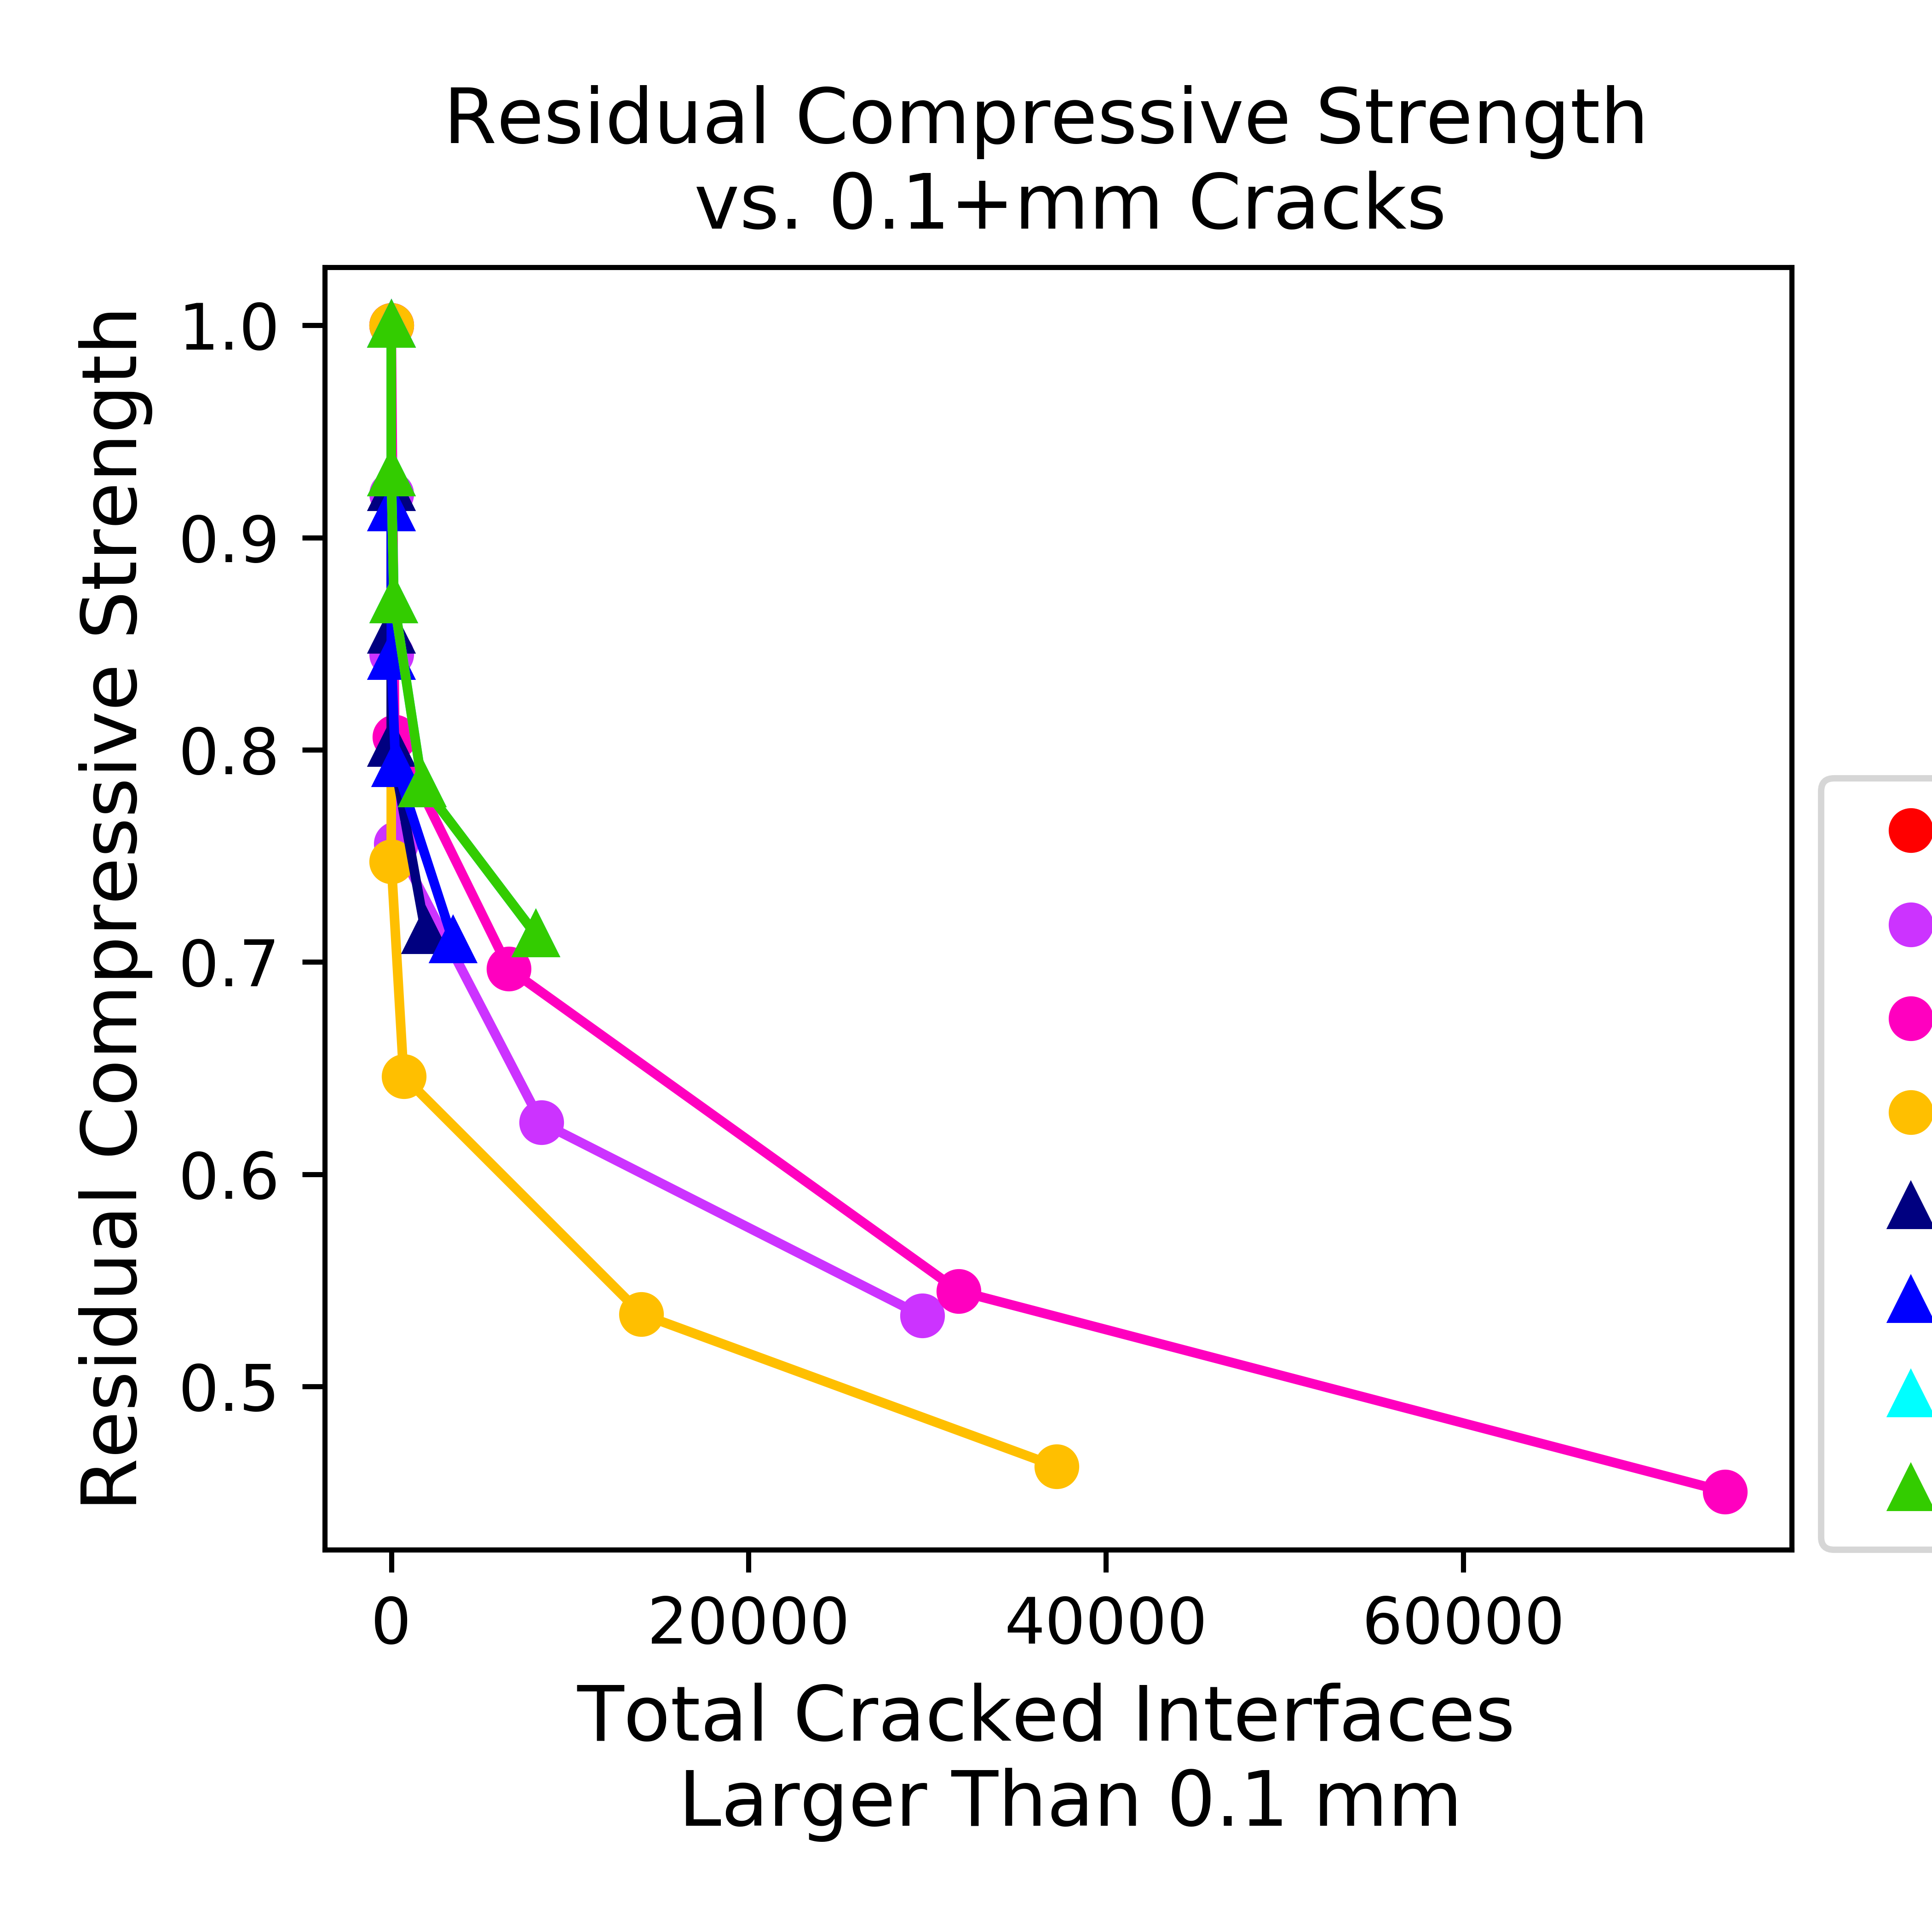 Residual Compressive Strength
vs. 0.1+mm Cracks
Residual Compressive Strength
1.0
0.9
0.8
0.7
0.6
0.5
0
20000
40000
60000
Total Cracked Interfaces
Larger Than 0.1 mm